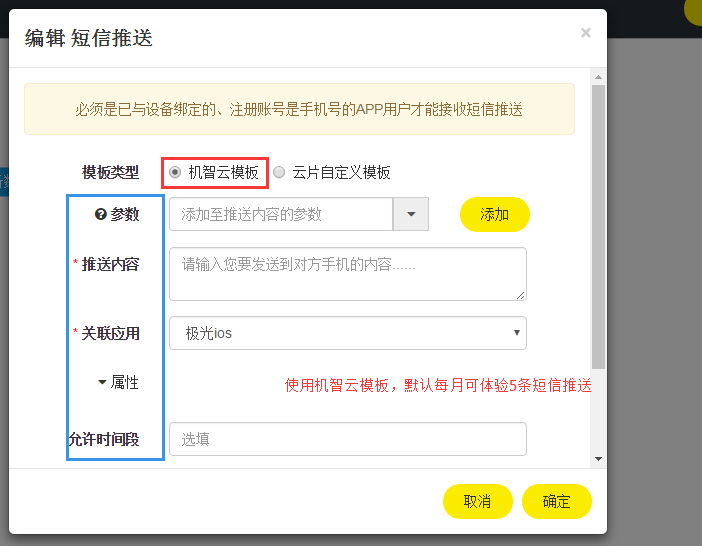 编辑 短信推送
×
必须是已与设备绑定的、注册账号是手机号的APP用户才能接收短信推送
模板类型 机智云模板 云片自定义模板
? 参数 添加至推送内容的参数 添加
* 推送内容 请输入您要发送到对方手机的内容......
* 关联应用 极光ios
属性 使用机智云模板，默认每月可体验5条短信推送
允许时间段 选填
取消 确定